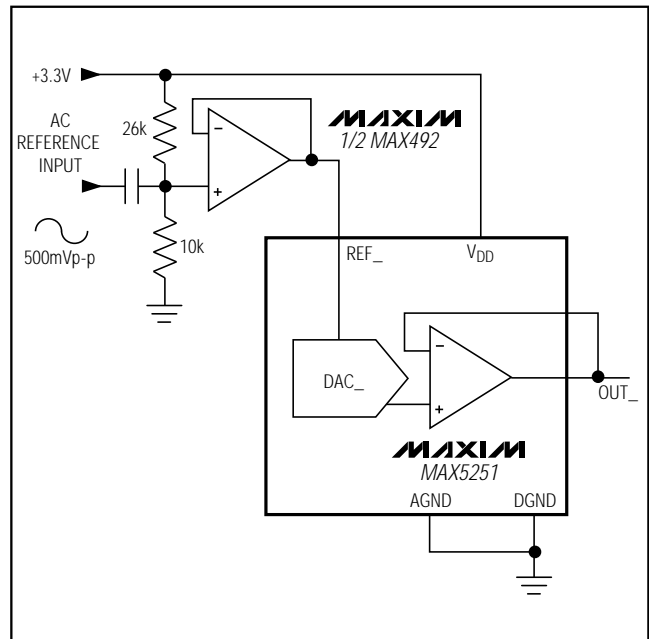 +3.3V
26k
AC
REFERENCE
INPUT
MAXIM
1/2 MAX492
–
+
10k
500mVp-p
REF_
VDD
DAC_
–
+
OUT_
MAXIM
MAX5251
AGND
DGND